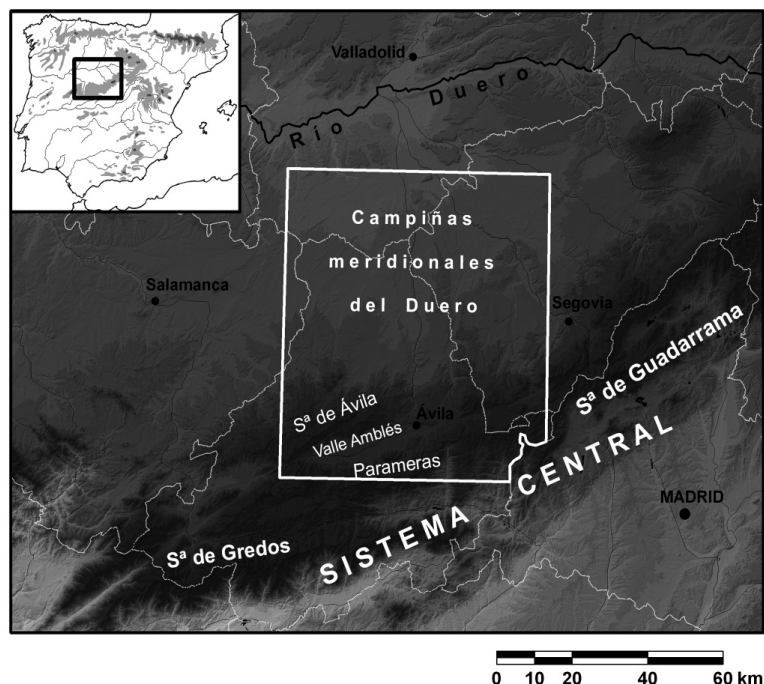 Valladolid
Río Duero
Campiñas
meridionales
del Duero
Salamanca
Segovia
Sª de Guadarrama
Sª de Ávila
Ávila
Valle Amblés
Parameras
SISTEMA CENTRAL
MADRID
Sª de Gredos
0 10 20 40 60 km